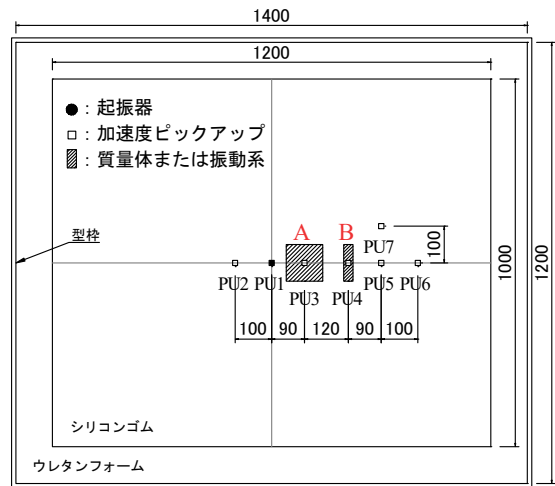 1400
1200
●：起振器
□：加速度ピックアップ
：質量体または振動系
型枠
A
B
PU7
100
PU2
PU1
PU3
PU4
PU5
PU6
100
90
120
90
100
1000
1200
シリコンゴム
ウレタンフォーム